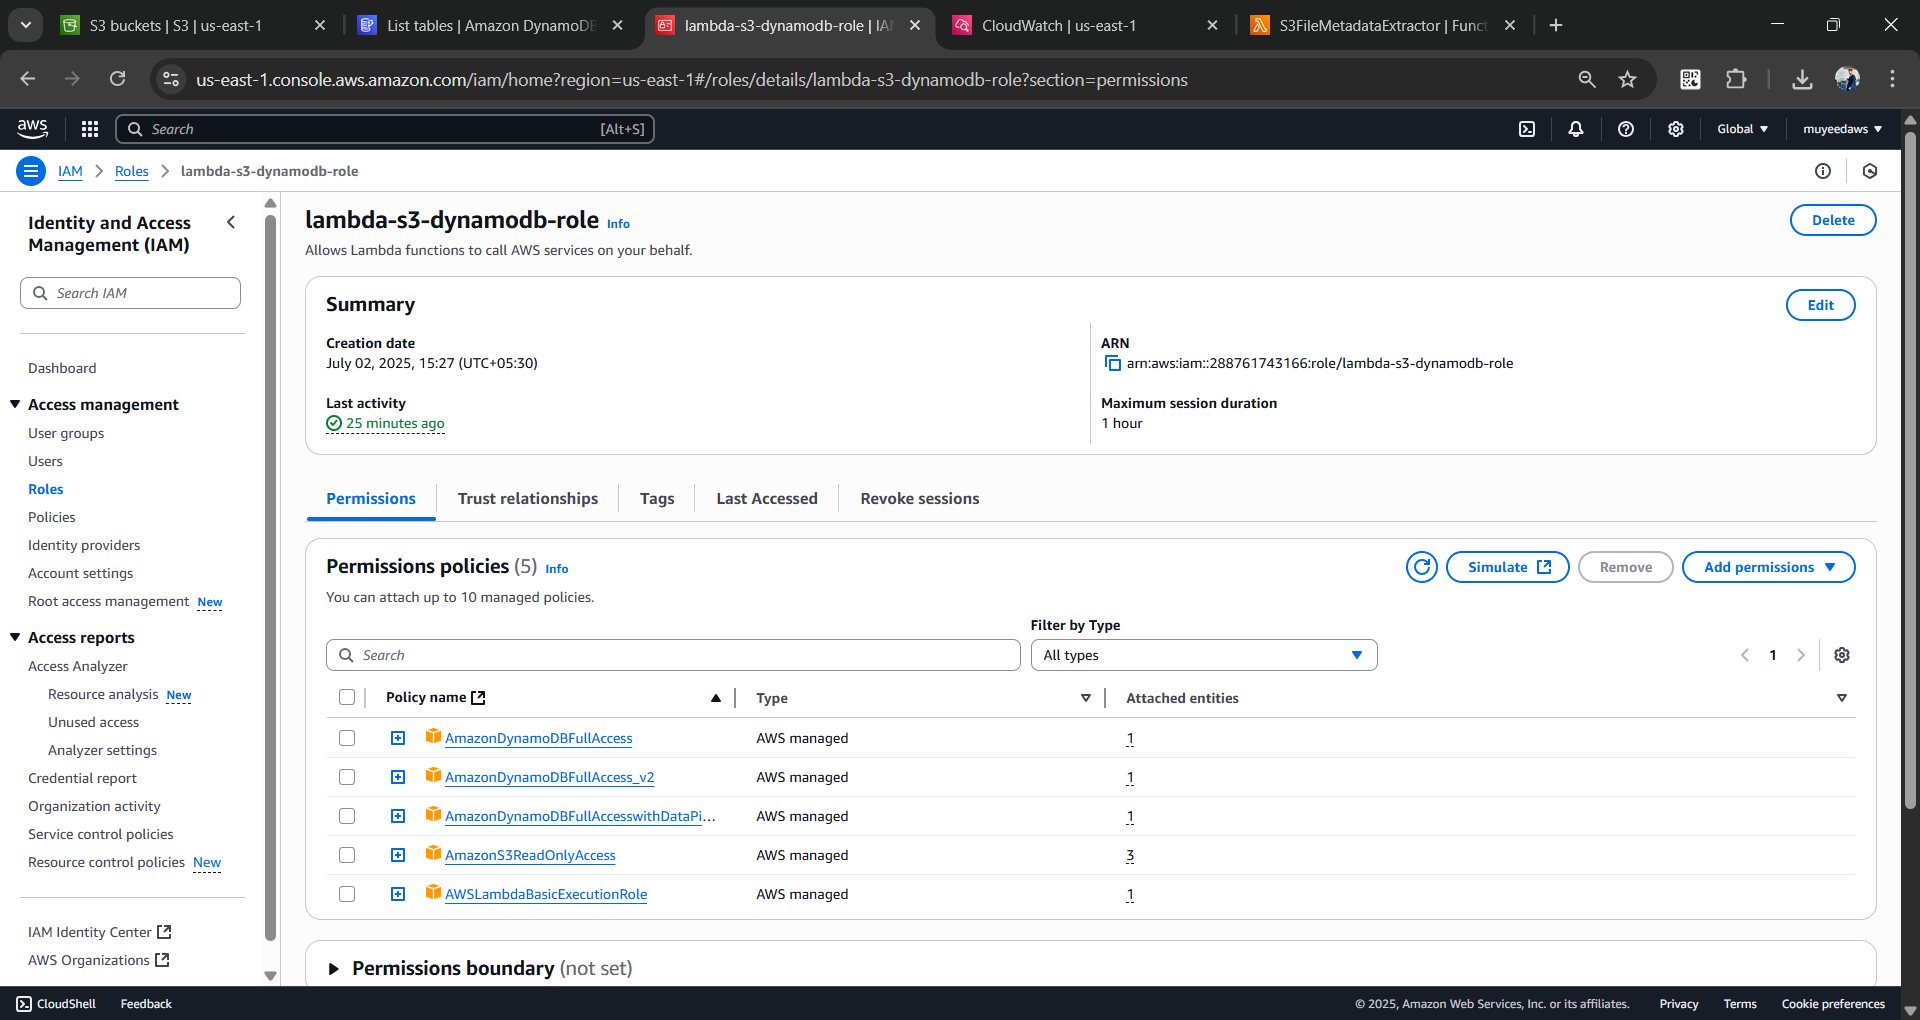 S3 buckets | S3 | us-east-1
List tables | Amazon DynamoDB
lambda-s3-dynamodb-role | IA
CloudWatch | us-east-1
S3FileMetadataExtractor | Funct
us-east-1.console.aws.amazon.com/iam/home?region=us-east-1#/roles/details/lambda-s3-dynamodb-role?section=permissions
aws
Search
[Alt+S]
Global
muyeedaws
IAM
Roles
lambda-s3-dynamodb-role
Identity and Access
Management (IAM)
Search IAM
Dashboard
Access management
User groups
Users
Roles
Policies
Identity providers
Account settings
Root access management New
Access reports
Access Analyzer
Resource analysis New
Unused access
Analyzer settings
Credential report
Organization activity
Service control policies
Resource control policies New
IAM Identity Center
AWS Organizations
lambda-s3-dynamodb-role Info
Delete
Allows Lambda functions to call AWS services on your behalf.
Summary
Edit
Creation date
July 02, 2025, 15:27 (UTC+05:30)
ARN
arn:aws:iam::288761743166:role/lambda-s3-dynamodb-role
Last activity
25 minutes ago
Maximum session duration
1 hour
Permissions
Trust relationships
Tags
Last Accessed
Revoke sessions
Permissions policies (5) Info
Simulate
Remove
Add permissions
You can attach up to 10 managed policies.
Filter by Type
Search
All types
1
Policy name
Type
Attached entities
AmazonDynamoDBFullAccess
AWS managed
1
AmazonDynamoDBFullAccess_v2
AWS managed
1
AmazonDynamoDBFullAccesswithDataPi...
AWS managed
1
AmazonS3ReadOnlyAccess
AWS managed
3
AWSLambdaBasicExecutionRole
AWS managed
1
Permissions boundary (not set)
CloudShell
Feedback
© 2025, Amazon Web Services, Inc. or its affiliates.
Privacy
Terms
Cookie preferences